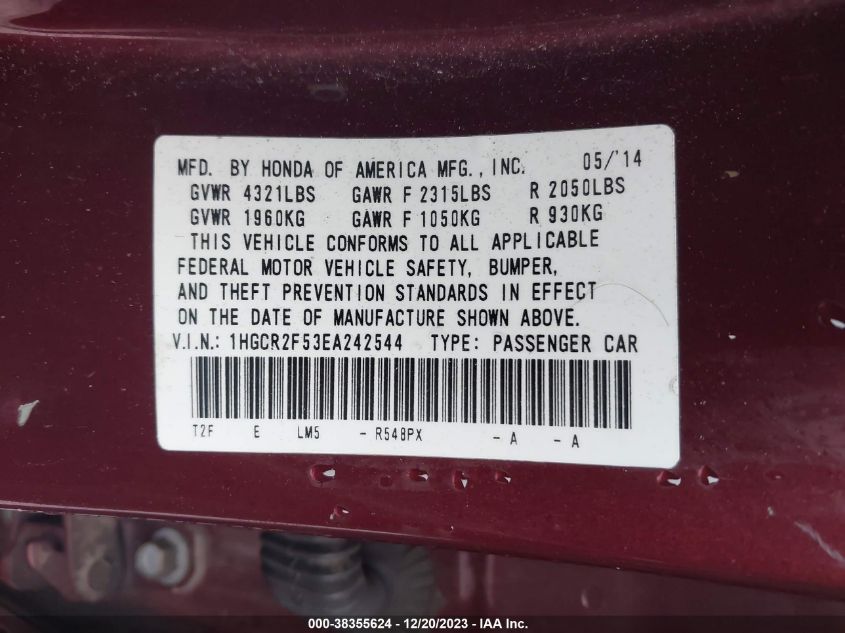 MFD. BY HONDA OF AMERICA MFG., INC. 05/'14
GVWR 4321LBS GAWR F 2315LBS R 2050LBS
GVWR 1960KG GAWR F 1050KG R 930KG
THIS VEHICLE CONFORMS TO ALL APPLICABLE
FEDERAL MOTOR VEHICLE SAFETY, BUMPER,
AND THEFT PREVENTION STANDARDS IN EFFECT
ON THE DATE OF MANUFACTURE SHOWN ABOVE.
V.I.N.: 1HGCR2F53EA242544 TYPE: PASSENGER CAR
T2F E LM5 - R548PX - A - A
000-38355624 - 12/20/2023 - IAA Inc.